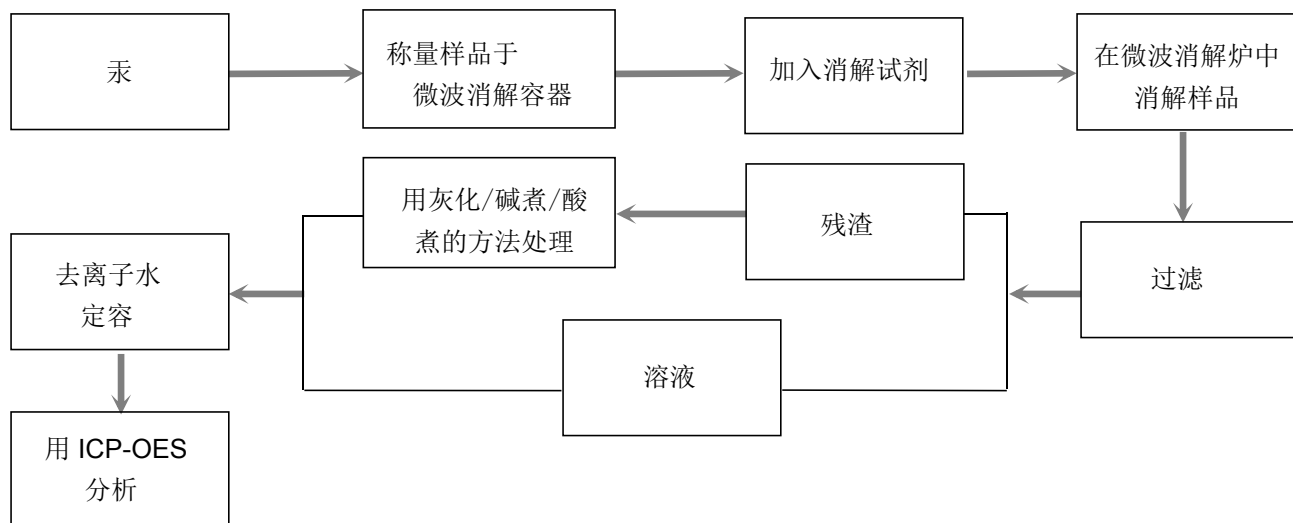 汞
称量样品于
微波消解容器
加入消解试剂
在微波消解炉中
消解样品
过滤
残渣
用灰化/碱煮/酸
煮的方法处理
溶液
去离子水
定容
用 ICP-OES
分析